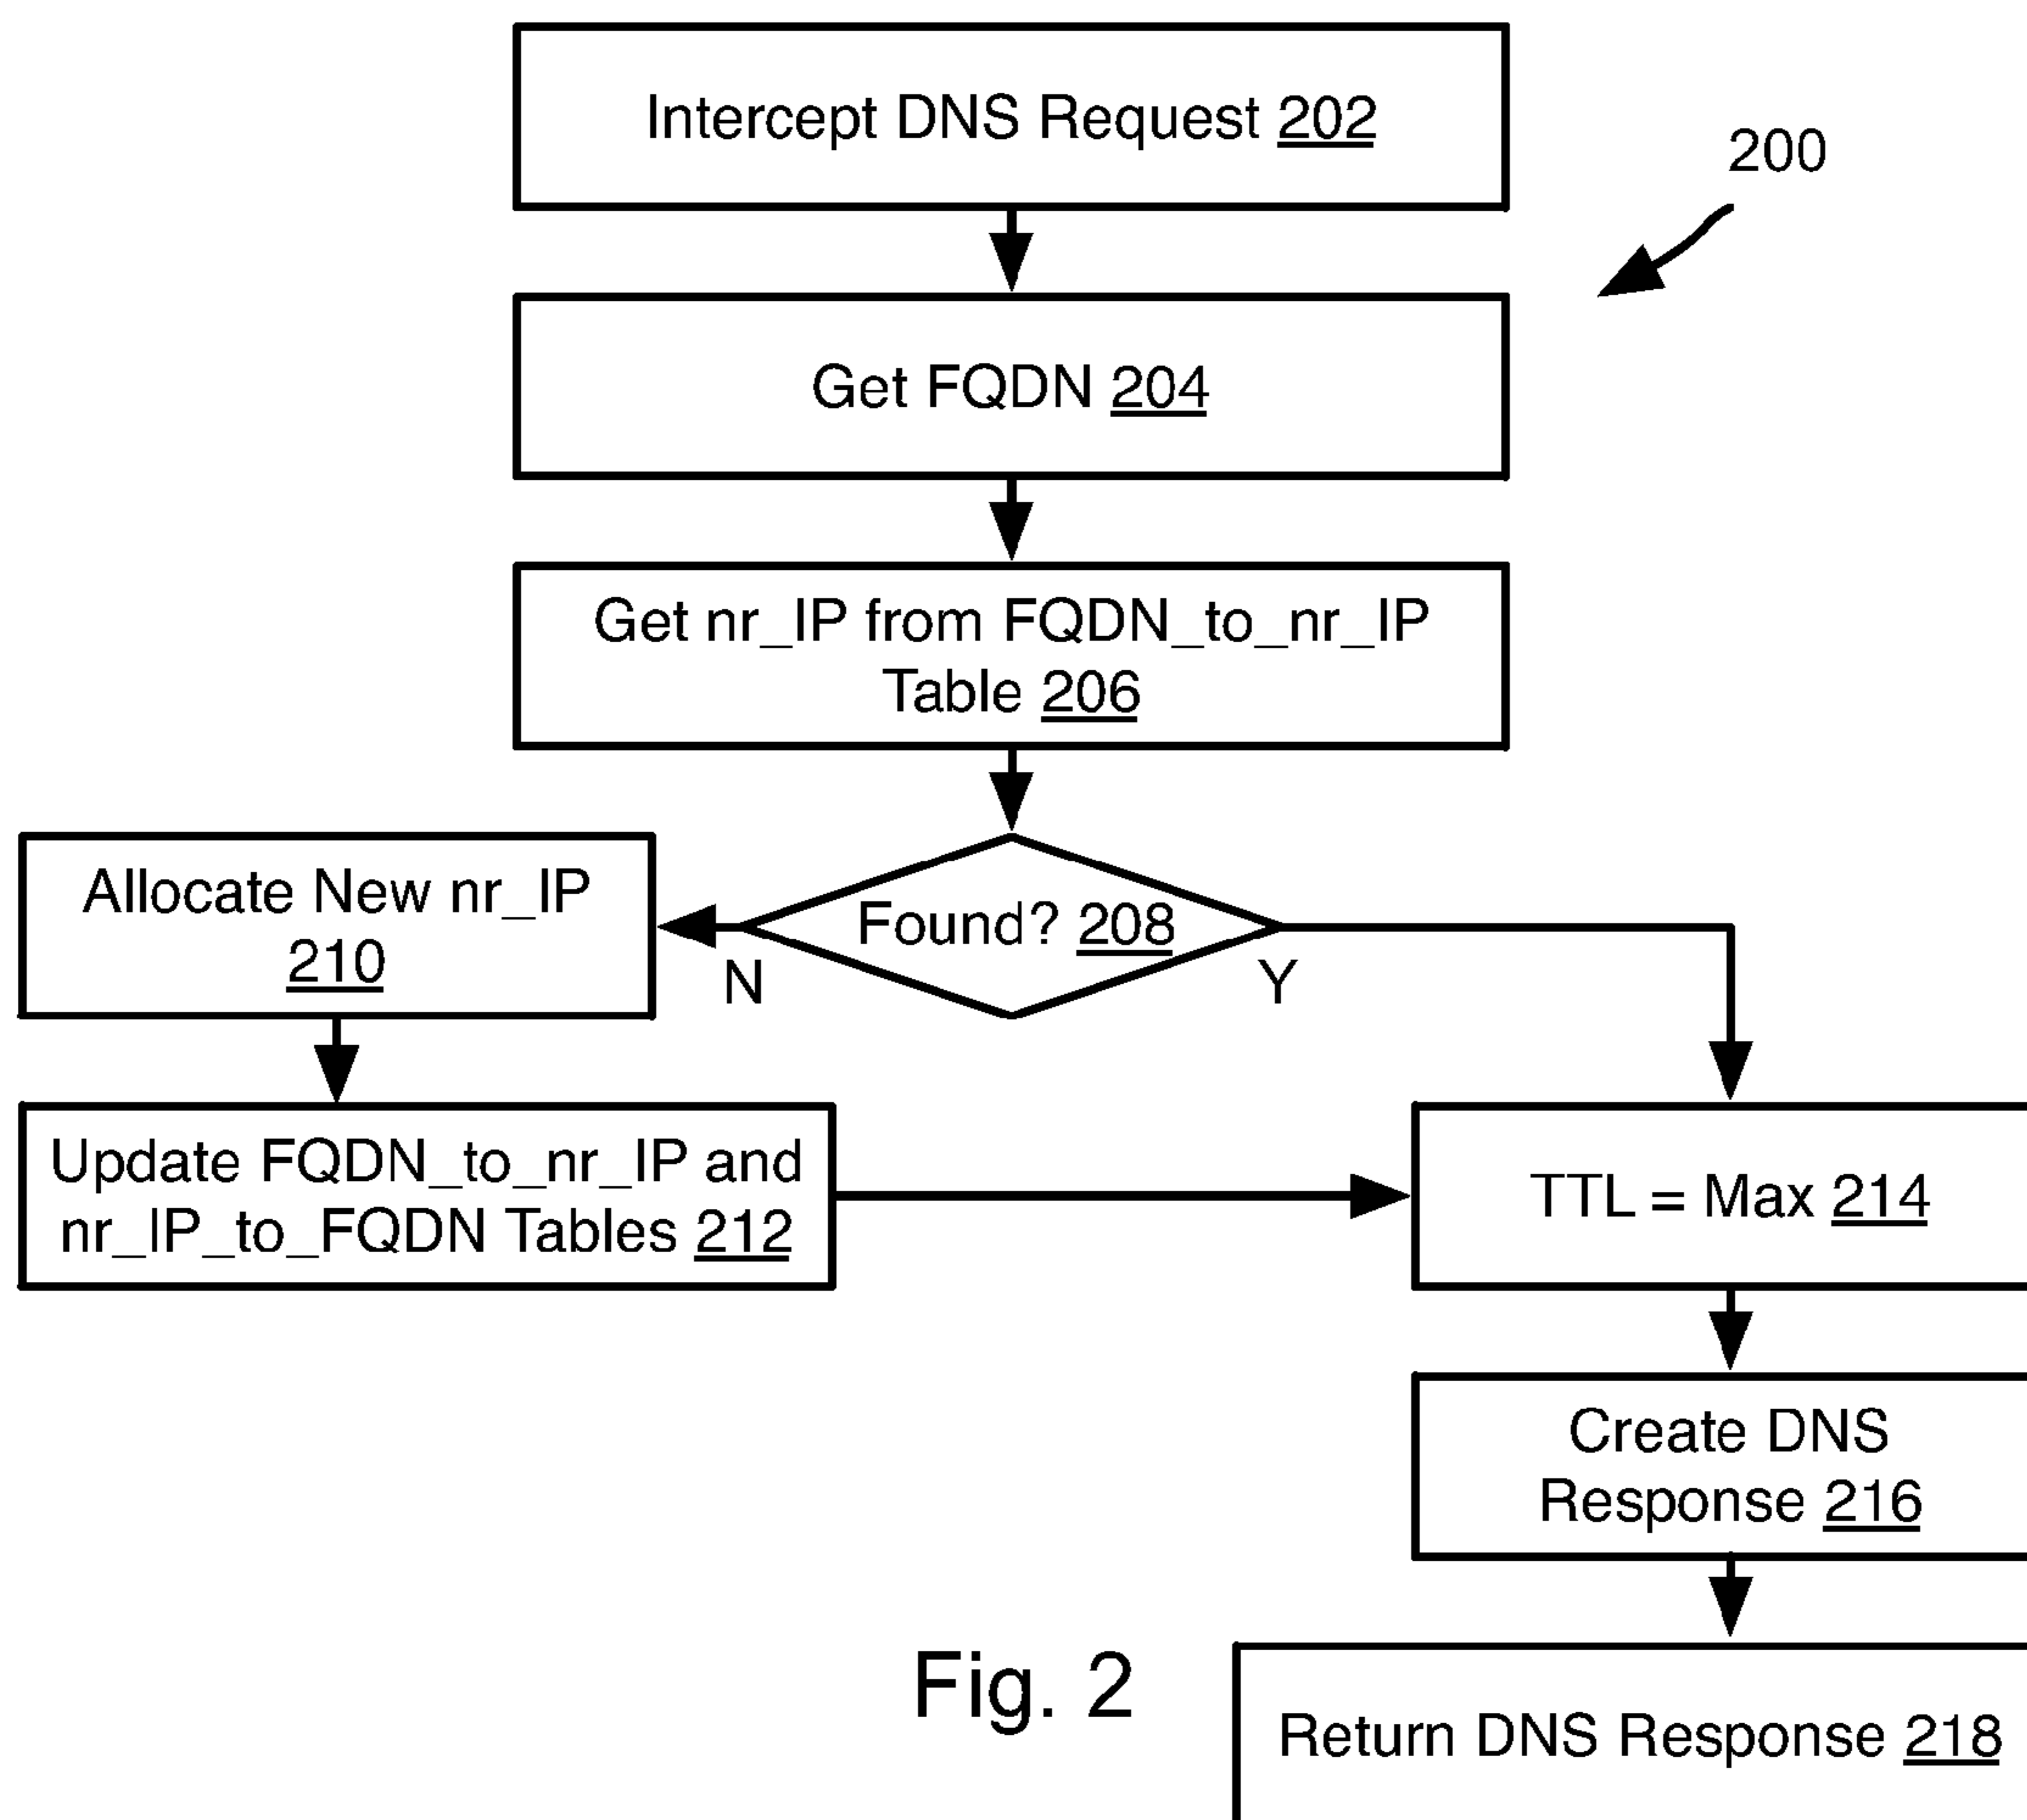 Intercept DNS Request 202
200
Get FQDN 204
Get nr_IP from FQDN_to_nr_IP
Table 206
Allocate New nr_IP
210
Found? 208
N
Y
Update FQDN_to_nr_IP and
nr_IP_to_FQDN Tables 212
TTL = Max 214
Create DNS
Response 216
Fig. 2
Return DNS Response 218